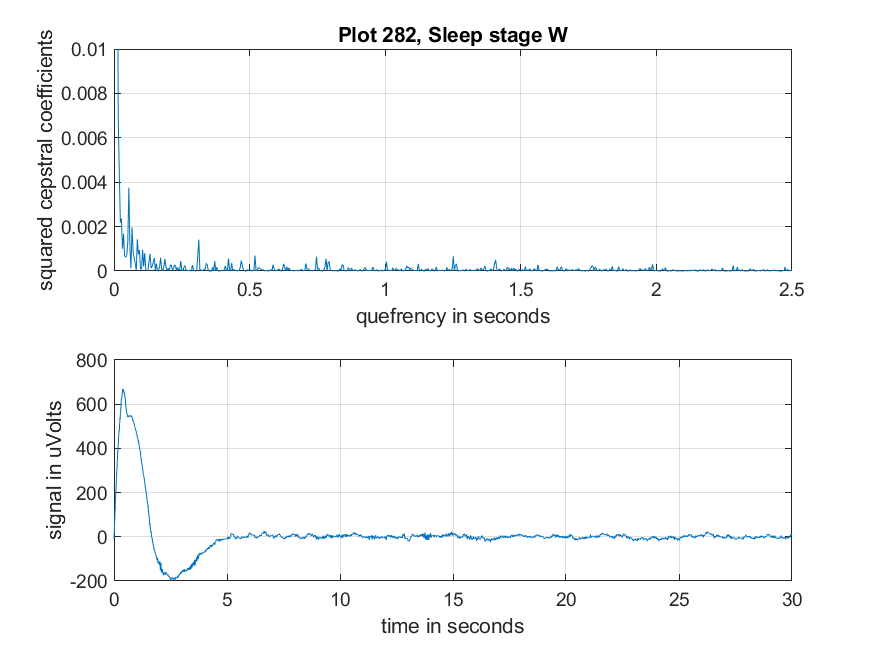 Plot 282, Sleep stage W
squared cepstral coefficients
0.01
0.008
0.006
0.004
0.002
0
0 0.5 1 1.5 2 2.5
quefrency in seconds
signal in uVolts
800
600
400
200
0
-200
0 5 10 15 20 25 30
time in seconds